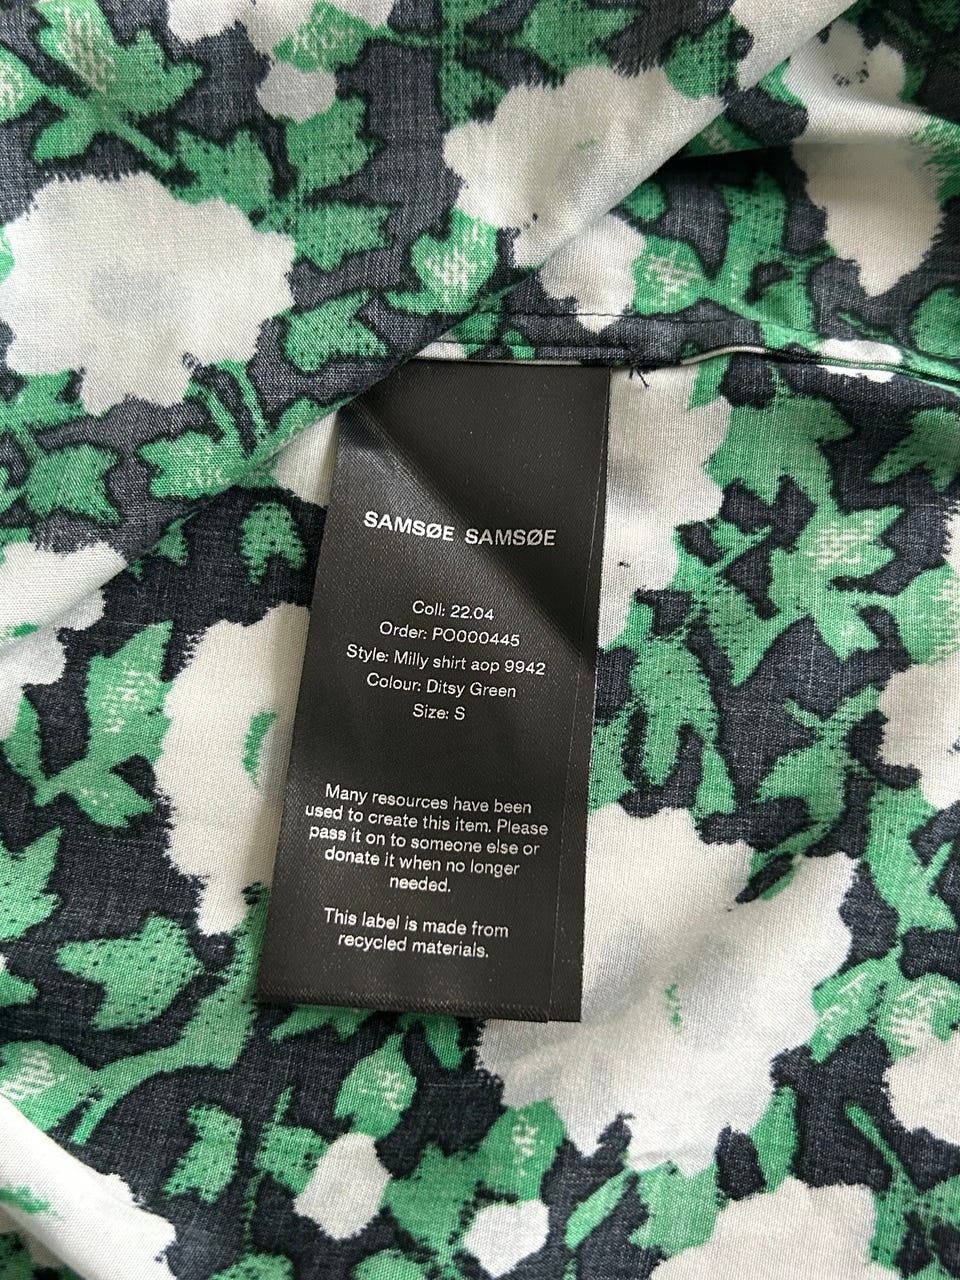 SAMSØE SAMSØE
Coll: 22.04
Order: PO000445
Style: Milly shirt aop 9942
Colour: Ditsy Green
Size: S
Many resources have been
used to create this item. Please
pass it on to someone else or
donate it when no longer
needed.
This label is made from
recycled materials.